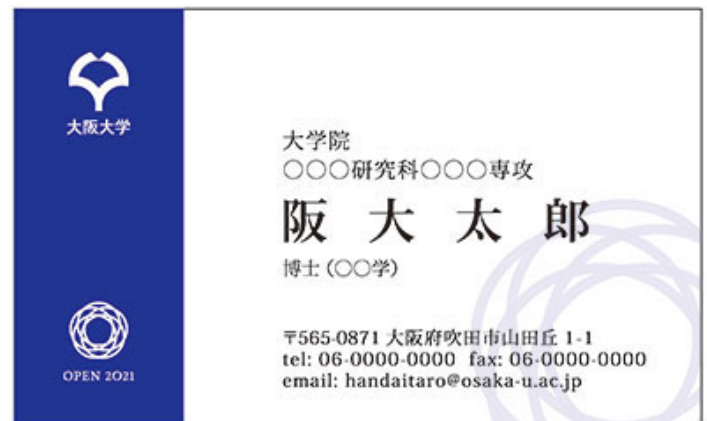 大阪大学
OPEN 2021
大学院
○○○研究科○○○専攻
阪大太郎
博士（○○学）
〒565-0871 大阪府吹田市山田丘 1-1
tel: 06-0000-0000 fax: 06-0000-0000
email: handaitaro@osaka-u.ac.jp